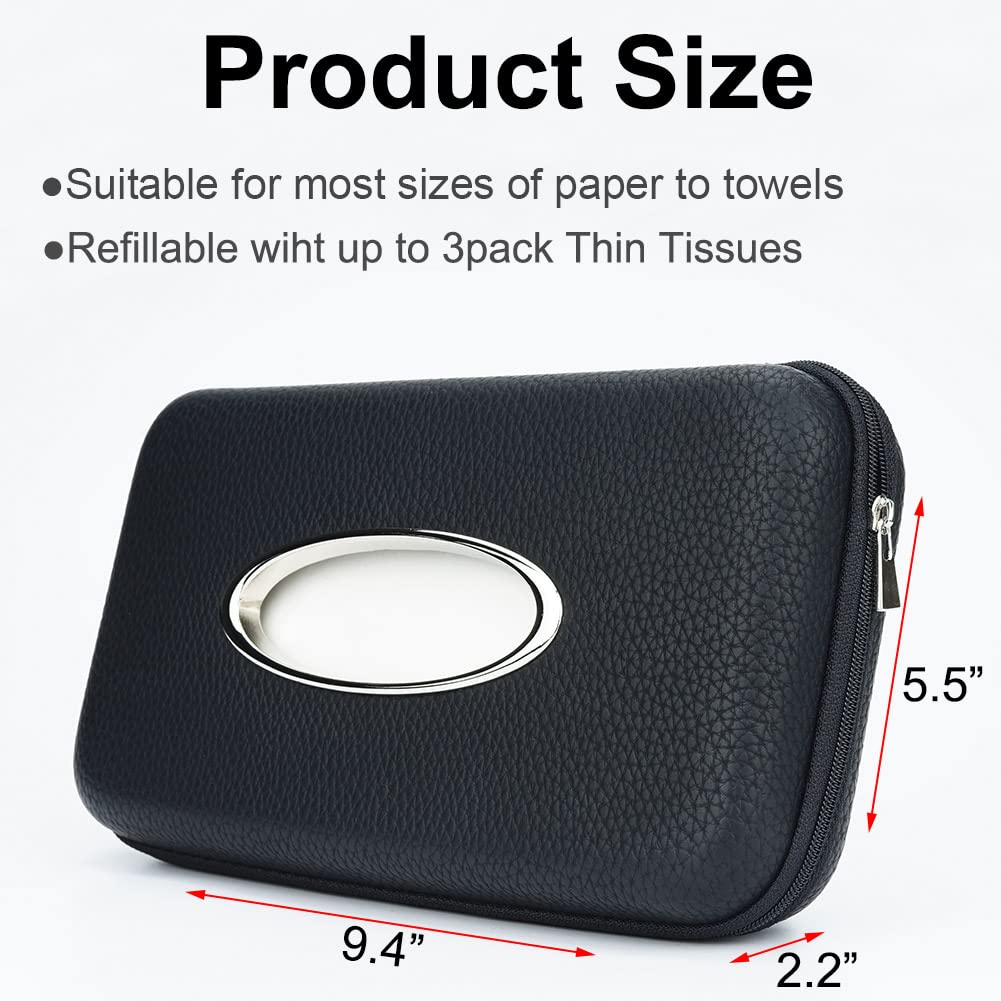 Product Size
●Suitable for most sizes of paper to towels
●Refillable wiht up to 3pack Thin Tissues
5.5”
9.4”
2.2”